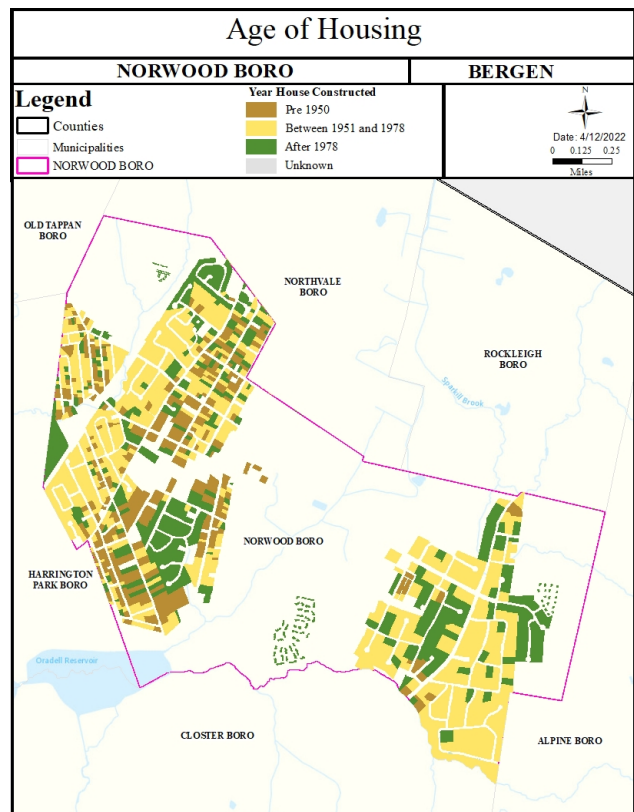 Age of Housing
NORWOOD BORO
BERGEN
Legend
Counties
Municipalities
NORWOOD BORO
Year House Constructed
Pre 1950
Between 1951 and 1978
After 1978
Unknown
N
Date: 4/12/2022
0 0.125 0.25
Miles
OLD TAPPAN
BORO
NORTHVALE
BORO
ROCKLEIGH
BORO
Sparkill Brook
NORWOOD BORO
HARRINGTON
PARK BORO
Oradell Reservoir
CLOSTER BORO
ALPINE BORO